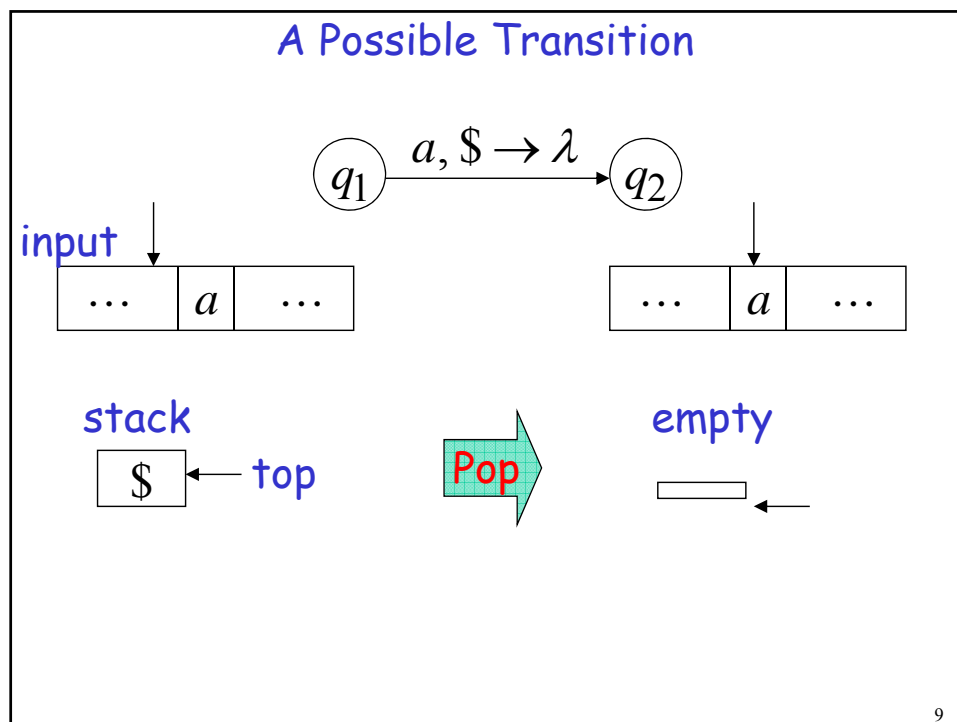 A Possible Transition
a, $ → λ
q1 q2
input
⋯ a ⋯ ⋯ a ⋯
stack empty
$ top Pop
9